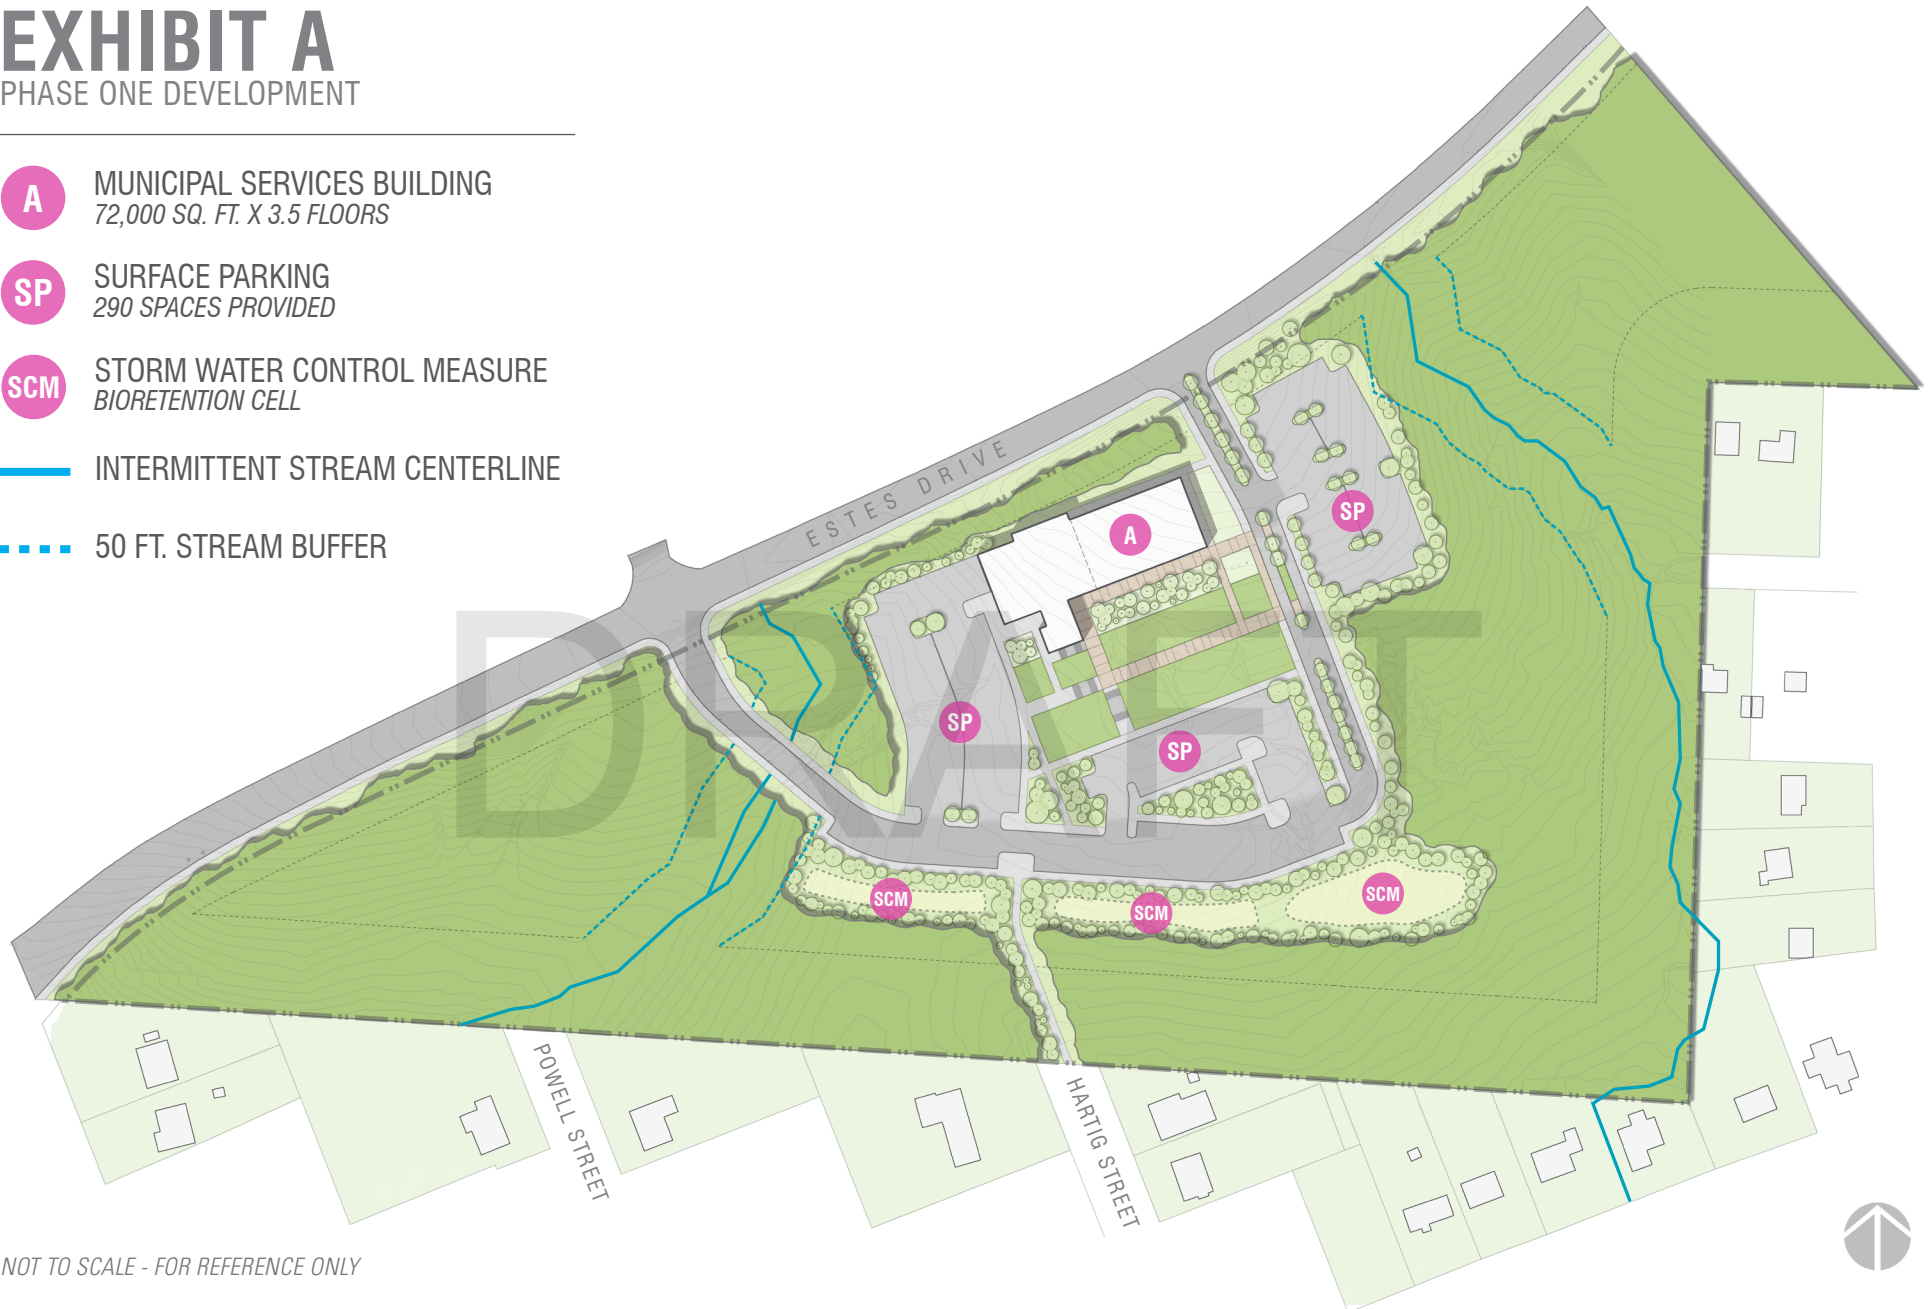 EXHIBIT A
PHASE ONE DEVELOPMENT
A
MUNICIPAL SERVICES BUILDING
72,000 SQ. FT. X 3.5 FLOORS
SP
SURFACE PARKING
290 SPACES PROVIDED
SCM
STORM WATER CONTROL MEASURE
BIORETENTION CELL
INTERMITTENT STREAM CENTERLINE
50 FT. STREAM BUFFER
ESTES DRIVE
A
SP
SP
SP
DRAFT
SCM
SCM
SCM
POWELL STREET
HARTIG STREET
NOT TO SCALE - FOR REFERENCE ONLY